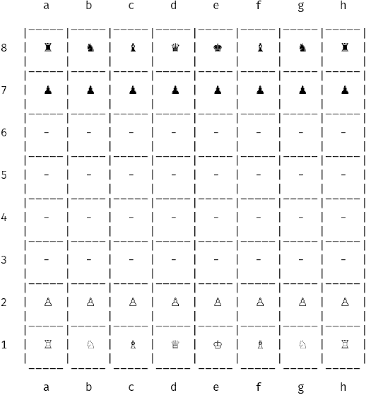 a b c d e f g h
8 | ♜ | ♞ | ♝ | ♛ | ♚ | ♝ | ♞ | ♜ |
7 | ♟ | ♟ | ♟ | ♟ | ♟ | ♟ | ♟ | ♟ |
6 | - | - | - | - | - | - | - | - |
5 | - | - | - | - | - | - | - | - |
4 | - | - | - | - | - | - | - | - |
3 | - | - | - | - | - | - | - | - |
2 | ♙ | ♙ | ♙ | ♙ | ♙ | ♙ | ♙ | ♙ |
1 | ♖ | ♘ | ♗ | ♕ | ♔ | ♗ | ♘ | ♖ |
a b c d e f g h